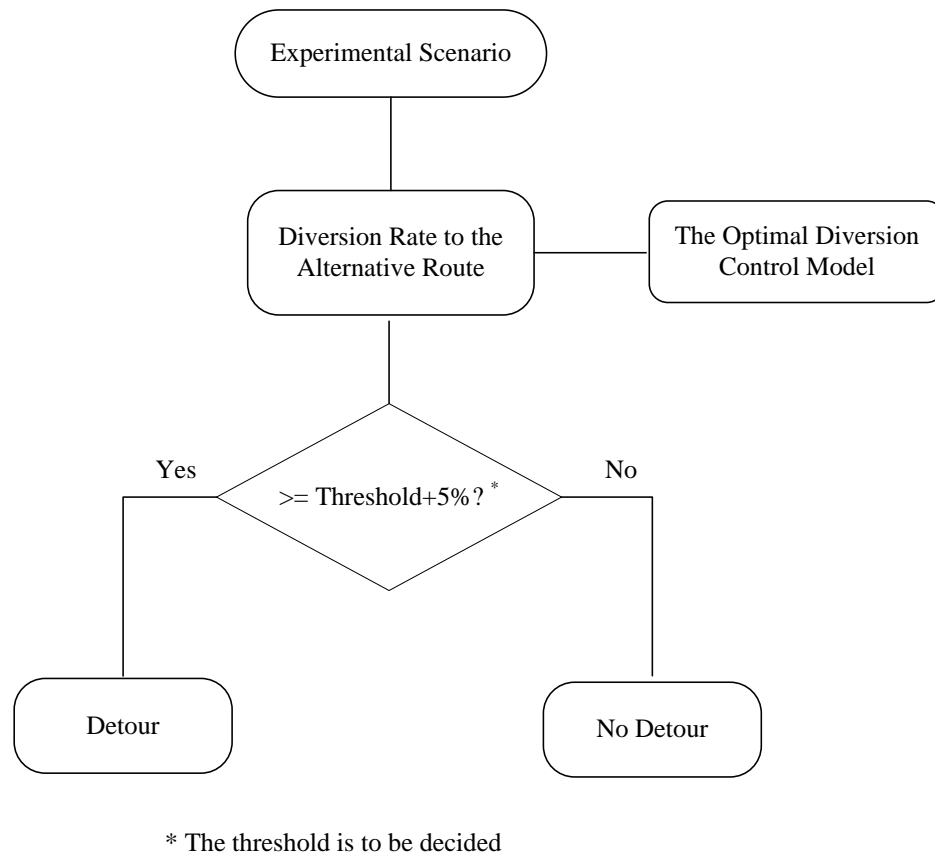 Experimental Scenario
Diversion Rate to the
Alternative Route
The Optimal Diversion
Control Model
Yes
No
>= Threshold+5%? *
Detour
No Detour
* The threshold is to be decided